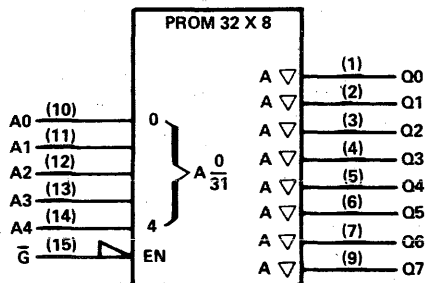 PROM 32 X 8
A ▽ (1) Q0
A ▽ (2) Q1
A0 (10) 0 A ▽ (3) Q2
A1 (11) A ▽ (4) Q3
A2 (12) A 0/31 A ▽ (5) Q4
A3 (13) A ▽ (6) Q5
A4 (14) 4 A ▽ (7) Q6
G̅ (15) EN A ▽ (9) Q7